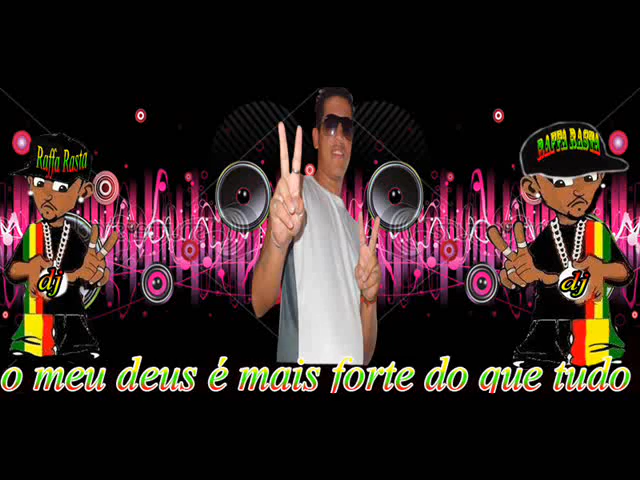 Raffa Rasta
RAFFA RASTA
dj
dj
o meu deus é mais forte do que tudo